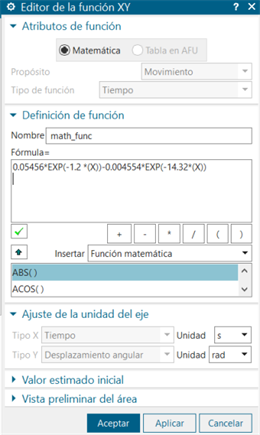 Editor de la función XY
?
Atributos de función
Matemática Tabla en AFU
Propósito Movimiento
Tipo de función Tiempo
Definición de función
Nombre math_func
Fórmula=
0.05456*EXP(-1.2 *(X))-0.004554*EXP(-14.32*(X))
+ - * / ( )
Insertar Función matemática
ABS( )
ACOS( )
Ajuste de la unidad del eje
Tipo X Tiempo Unidad s
Tipo Y Desplazamiento angular Unidad rad
Valor estimado inicial
Vista preliminar del área
Aceptar Aplicar Cancelar